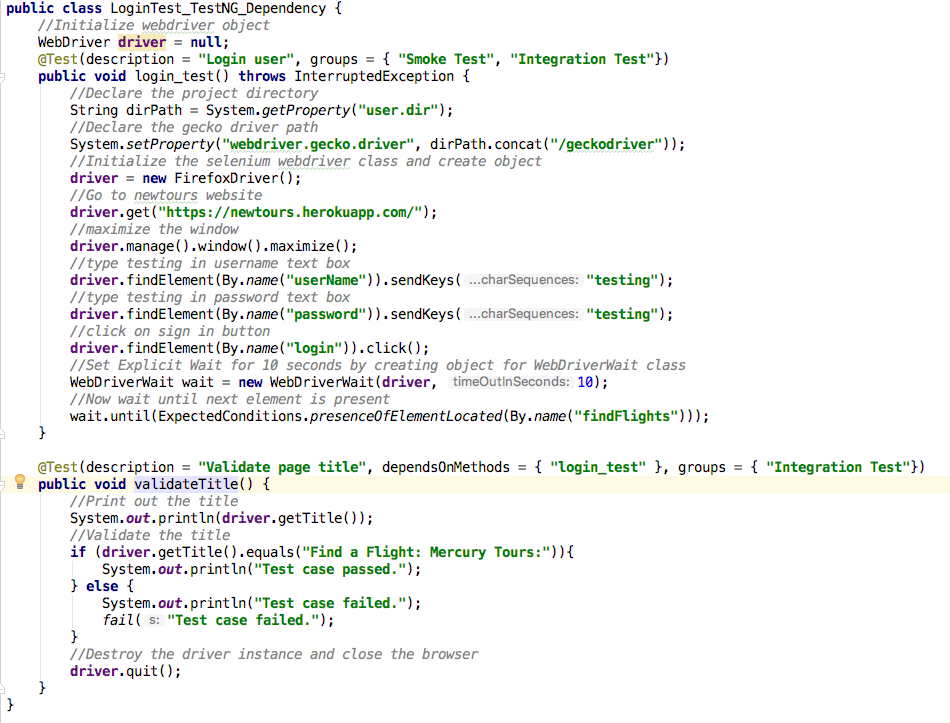 public class LoginTest_TestNG_Dependency {
    //Initialize webdriver object
    WebDriver driver = null;
    @Test(description = "Login user", groups = { "Smoke Test", "Integration Test"})
    public void login_test() throws InterruptedException {
        //Declare the project directory
        String dirPath = System.getProperty("user.dir");
        //Declare the gecko driver path
        System.setProperty("webdriver.gecko.driver", dirPath.concat("/geckodriver"));
        //Initialize the selenium webdriver class and create object
        driver = new FirefoxDriver();
        //Go to newtours website
        driver.get("https://newtours.herokuapp.com/");
        //maximize the window
        driver.manage().window().maximize();
        //type testing in username text box
        driver.findElement(By.name("userName")).sendKeys( ...charSequences: "testing");
        //type testing in password text box
        driver.findElement(By.name("password")).sendKeys( ...charSequences: "testing");
        //click on sign in button
        driver.findElement(By.name("login")).click();
        //Set Explicit Wait for 10 seconds by creating object for WebDriverWait class
        WebDriverWait wait = new WebDriverWait(driver, timeOutInSeconds: 10);
        //Now wait until next element is present
        wait.until(ExpectedConditions.presenceOfElementLocated(By.name("findFlights")));
    }

    @Test(description = "Validate page title", dependsOnMethods = { "login_test" }, groups = { "Integration Test"})
    public void validateTitle() {
        //Print out the title
        System.out.println(driver.getTitle());
        //Validate the title
        if (driver.getTitle().equals("Find a Flight: Mercury Tours:")){
            System.out.println("Test case passed.");
        } else {
            System.out.println("Test case failed.");
            fail( s: "Test case failed.");
        }
        //Destroy the driver instance and close the browser
        driver.quit();
    }
}